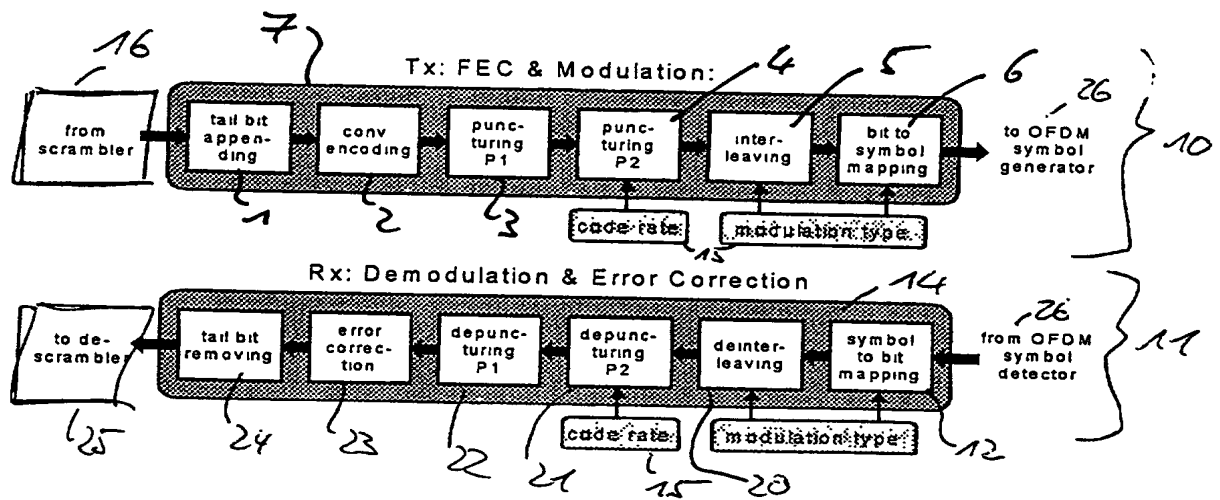 16
7
Tx: FEC & Modulation:
4
5
6
26
from
scrambler
tail bit
appen-
ding
conv
encoding
punc-
turing
P1
punc-
turing
P2
inter-
leaving
bit to
symbol
mapping
to OFDM
symbol
generator
10
1
2
3
code rate
15
modulation type
Rx: Demodulation & Error Correction
14
26
to de-
scrambler
tail bit
removing
error
correc-
tion
depunc-
turing
P1
depunc-
turing
P2
deinter-
leaving
symbol
to bit
mapping
from OFDM
symbol
detector
11
25
24
23
22
21
code rate
15
modulation type
20
12